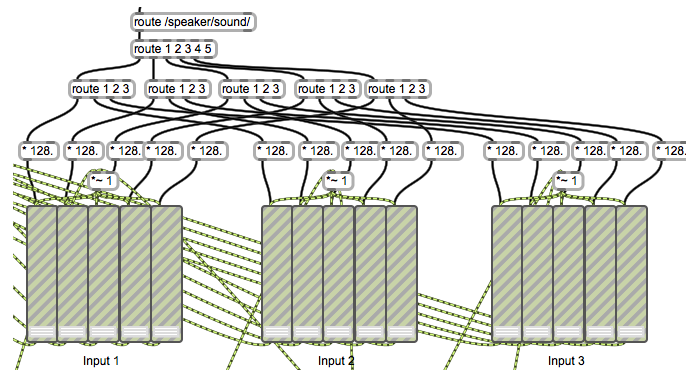 route /speaker/sound/
route 1 2 3 4 5
route 1 2 3 route 1 2 3 route 1 2 3 route 1 2 3 route 1 2 3
* 128. * 128. * 128. * 128. * 128. * 128. * 128. * 128. * 128. * 128. * 128. * 128. * 128. * 128. * 128.
*~ 1 *~ 1 *~ 1
Input 1 Input 2 Input 3